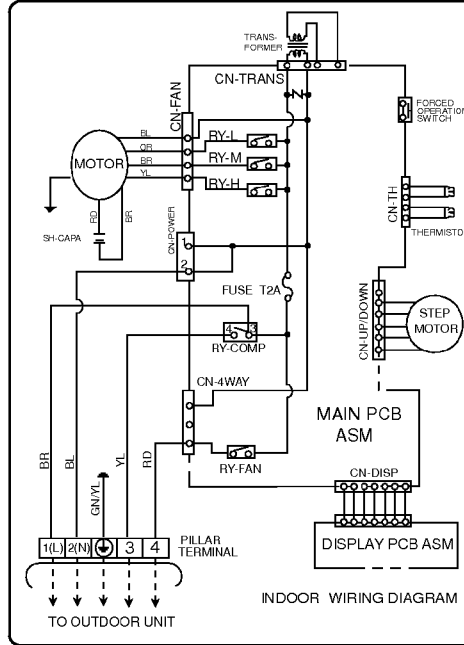 TRANS-
FORMER
CN-TRANS
CN-FAN
FORCED
OPERATION
SWITCH
BL
OR
BR
YL
RY-L
RY-M
RY-H
MOTOR
RD
BR
SH-CAPA
CN-POWER
1
2
CN-TH
THERMISTO
FUSE T2A
4
3
RY-COMP
CN-UP/DOWN
STEP
MOTOR
CN-4WAY
MAIN PCB
ASM
RY-FAN
CN-DISP
BR
BL
GN/YL
YL
RD
1(L)
2(N)
3
4
PILLAR
TERMINAL
DISPLAY PCB ASM
INDOOR WIRING DIAGRAM
TO OUTDOOR UNIT